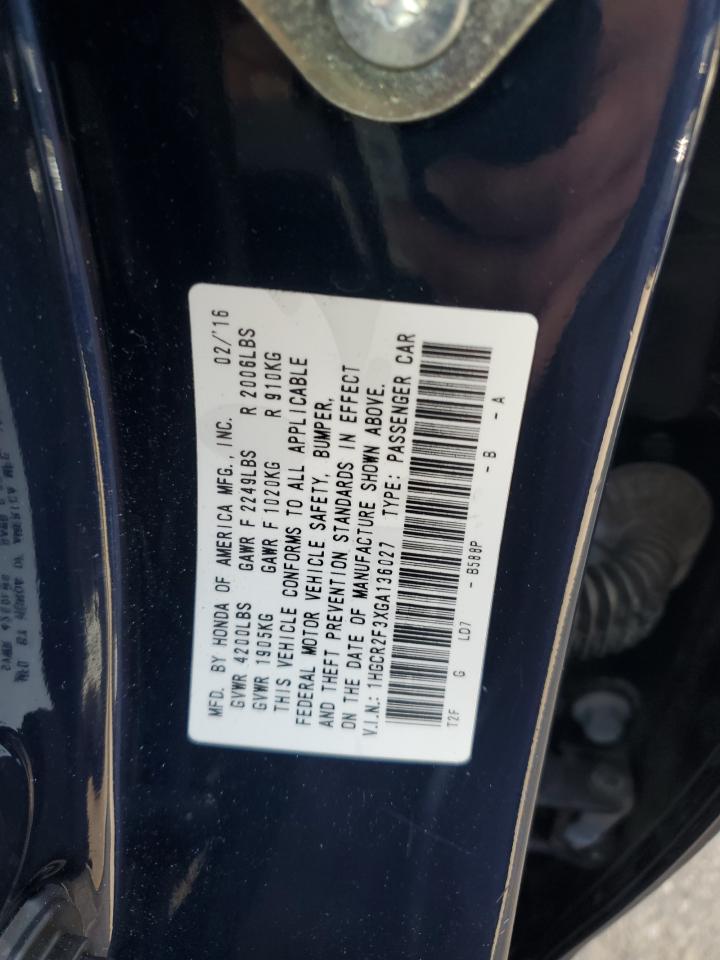 MFD. BY HONDA OF AMERICA MFG., INC. 02/'16
GVWR 4200LBS GAWR F 2249LBS R 2006LBS
GVWR 1905KG GAWR F 1020KG R 910KG
THIS VEHICLE CONFORMS TO ALL APPLICABLE
FEDERAL MOTOR VEHICLE SAFETY, BUMPER,
AND THEFT PREVENTION STANDARDS IN EFFECT
ON THE DATE OF MANUFACTURE SHOWN ABOVE.
V.I.N.: 1HGCR2F3XGA136027 TYPE: PASSENGER CAR
T2F G LD7 - B588P - B - A